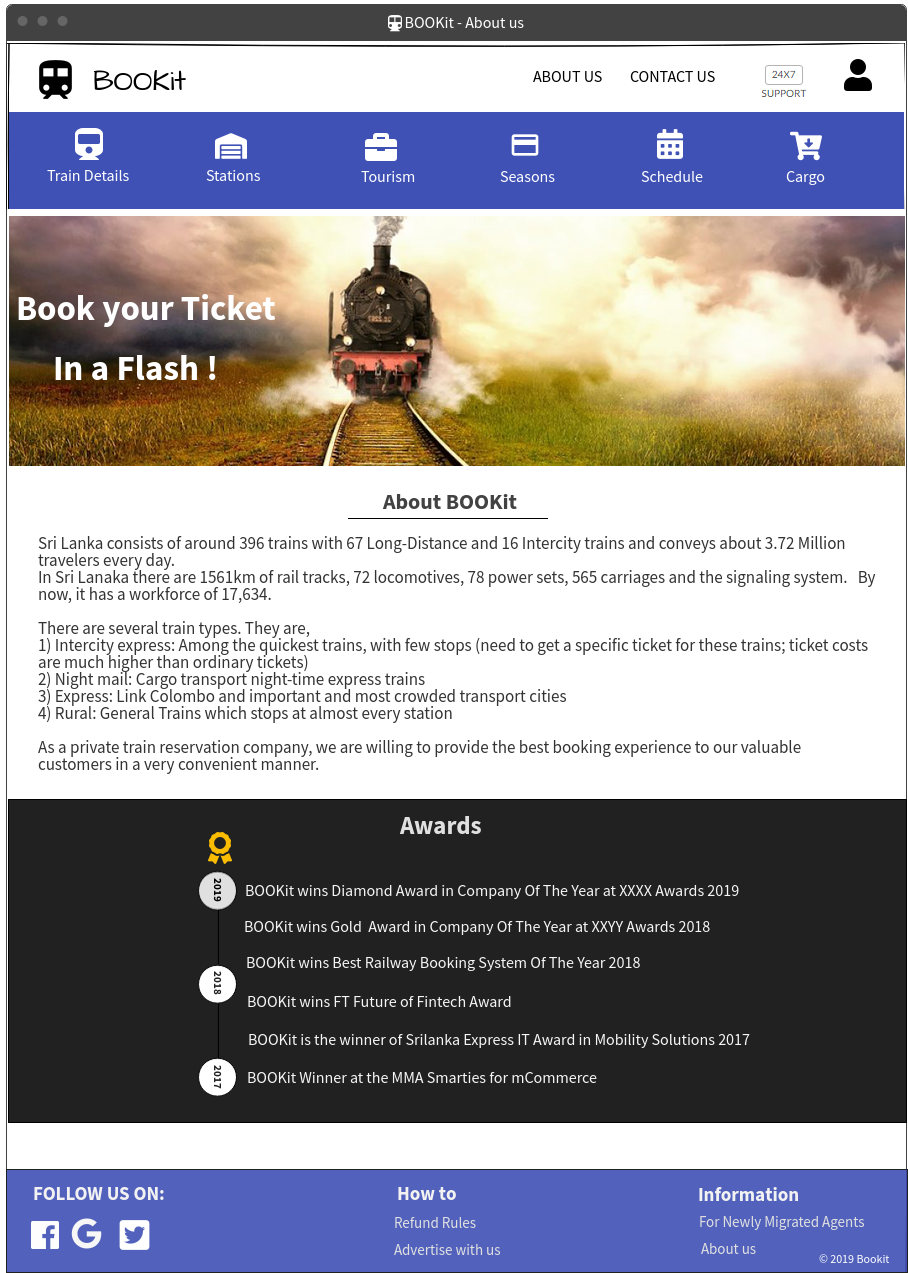 BOOKit - About us
BOOKit
ABOUT US
CONTACT US
24X7
SUPPORT
Train Details
Stations
Tourism
Seasons
Schedule
Cargo
Book your Ticket
In a Flash !
About BOOKit
Sri Lanka consists of around 396 trains with 67 Long-Distance and 16 Intercity trains and conveys about 3.72 Million
travelers every day.
In Sri Lanaka there are 1561km of rail tracks, 72 locomotives, 78 power sets, 565 carriages and the signaling system.   By
now, it has a workforce of 17,634.
There are several train types. They are,
1) Intercity express: Among the quickest trains, with few stops (need to get a specific ticket for these trains; ticket costs
are much higher than ordinary tickets)
2) Night mail: Cargo transport night-time express trains
3) Express: Link Colombo and important and most crowded transport cities
4) Rural: General Trains which stops at almost every station
As a private train reservation company, we are willing to provide the best booking experience to our valuable
customers in a very convenient manner.
Awards
2019
BOOKit wins Diamond Award in Company Of The Year at XXXX Awards 2019
BOOKit wins Gold  Award in Company Of The Year at XXYY Awards 2018
BOOKit wins Best Railway Booking System Of The Year 2018
2018
BOOKit wins FT Future of Fintech Award
BOOKit is the winner of Srilanka Express IT Award in Mobility Solutions 2017
2017
BOOKit Winner at the MMA Smarties for mCommerce
FOLLOW US ON:
How to
Refund Rules
Advertise with us
Information
For Newly Migrated Agents
About us
© 2019 Bookit